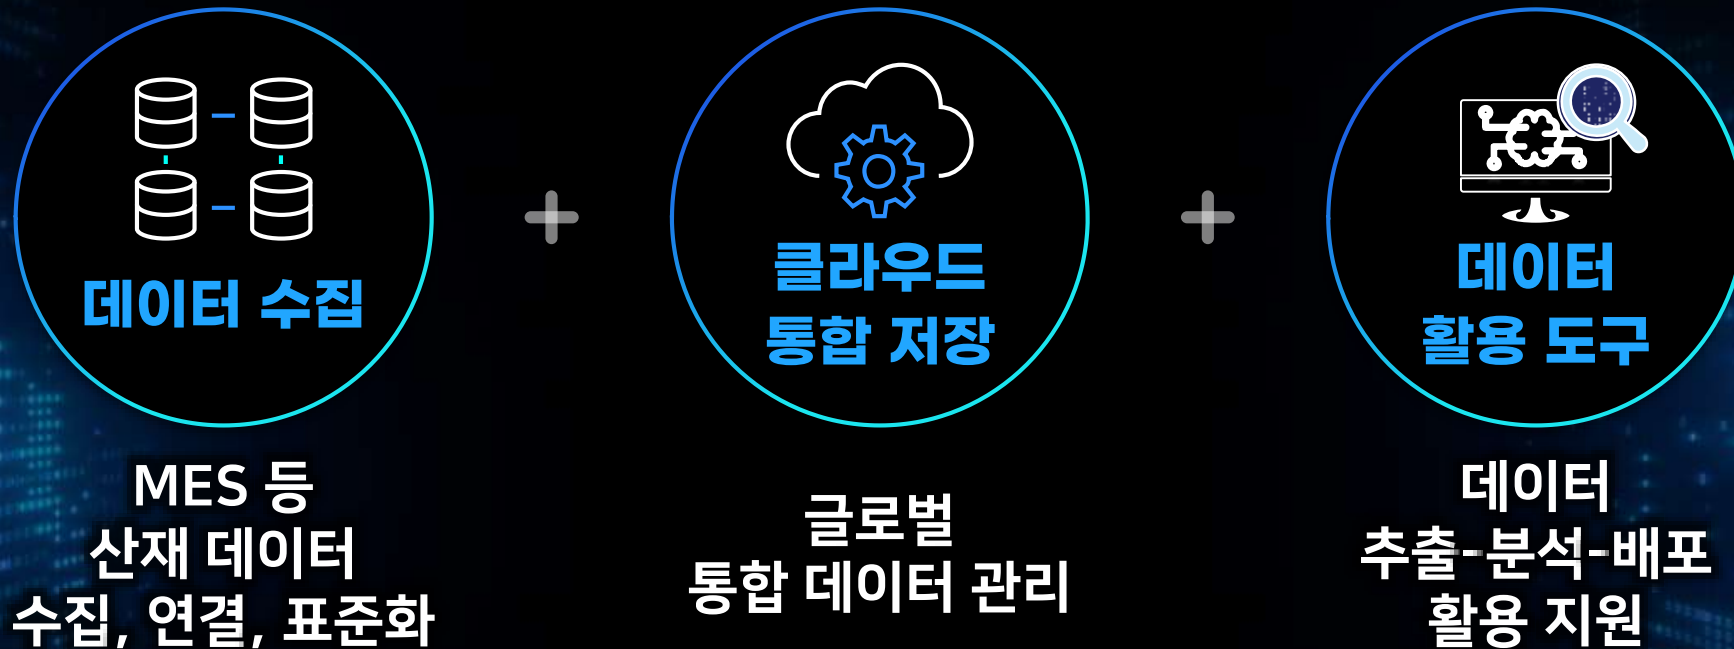 데이터 수집
MES 등
산재 데이터
수집, 연결, 표준화
클라우드
통합 저장
글로벌
통합 데이터 관리
데이터
활용 도구
데이터
추출-분석-배포
활용 지원